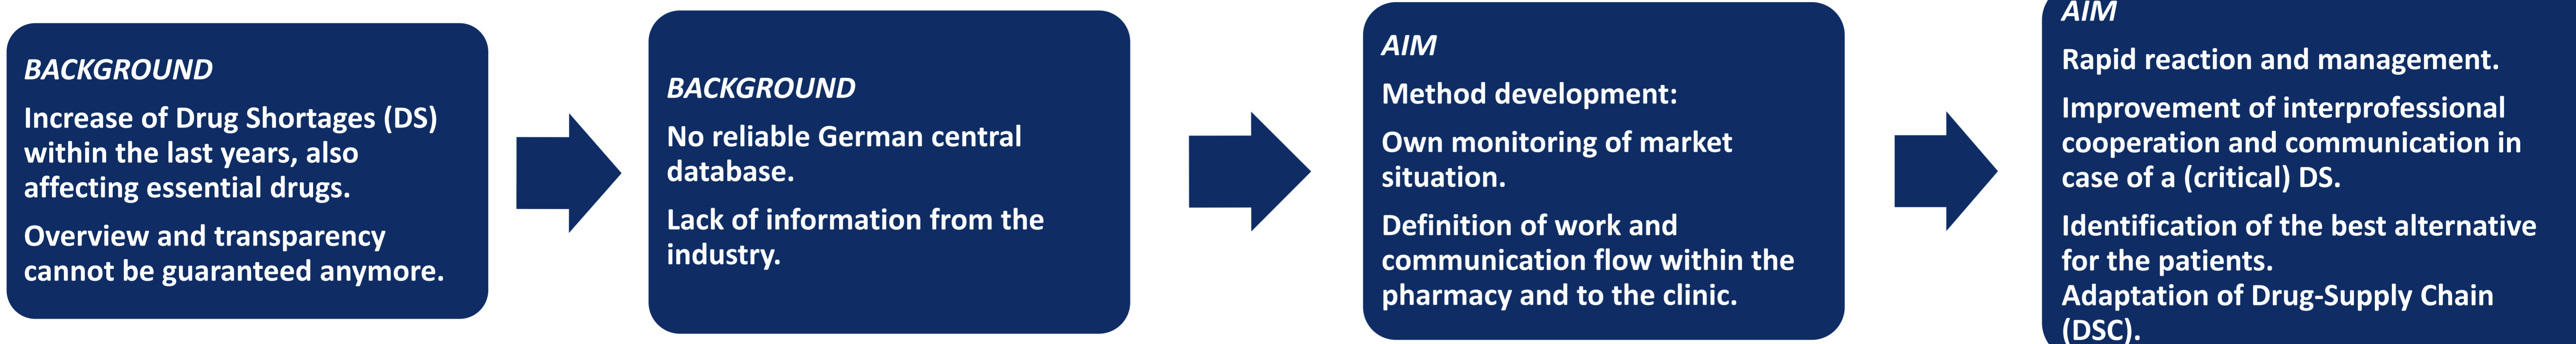 BACKGROUND
Increase of Drug Shortages (DS)
within the last years, also
affecting essential drugs.
Overview and transparency
cannot be guaranteed anymore.
BACKGROUND
No reliable German central
database.
Lack of information from the
industry.
AIM
Method development:
Own monitoring of market
situation.
Definition of work and
communication flow within the
pharmacy and to the clinic.
AIM
Rapid reaction and management.
Improvement of interprofessional
cooperation and communication in
case of a (critical) DS.
Identification of the best alternative
for the patients.
Adaptation of Drug-Supply Chain
(DSC).